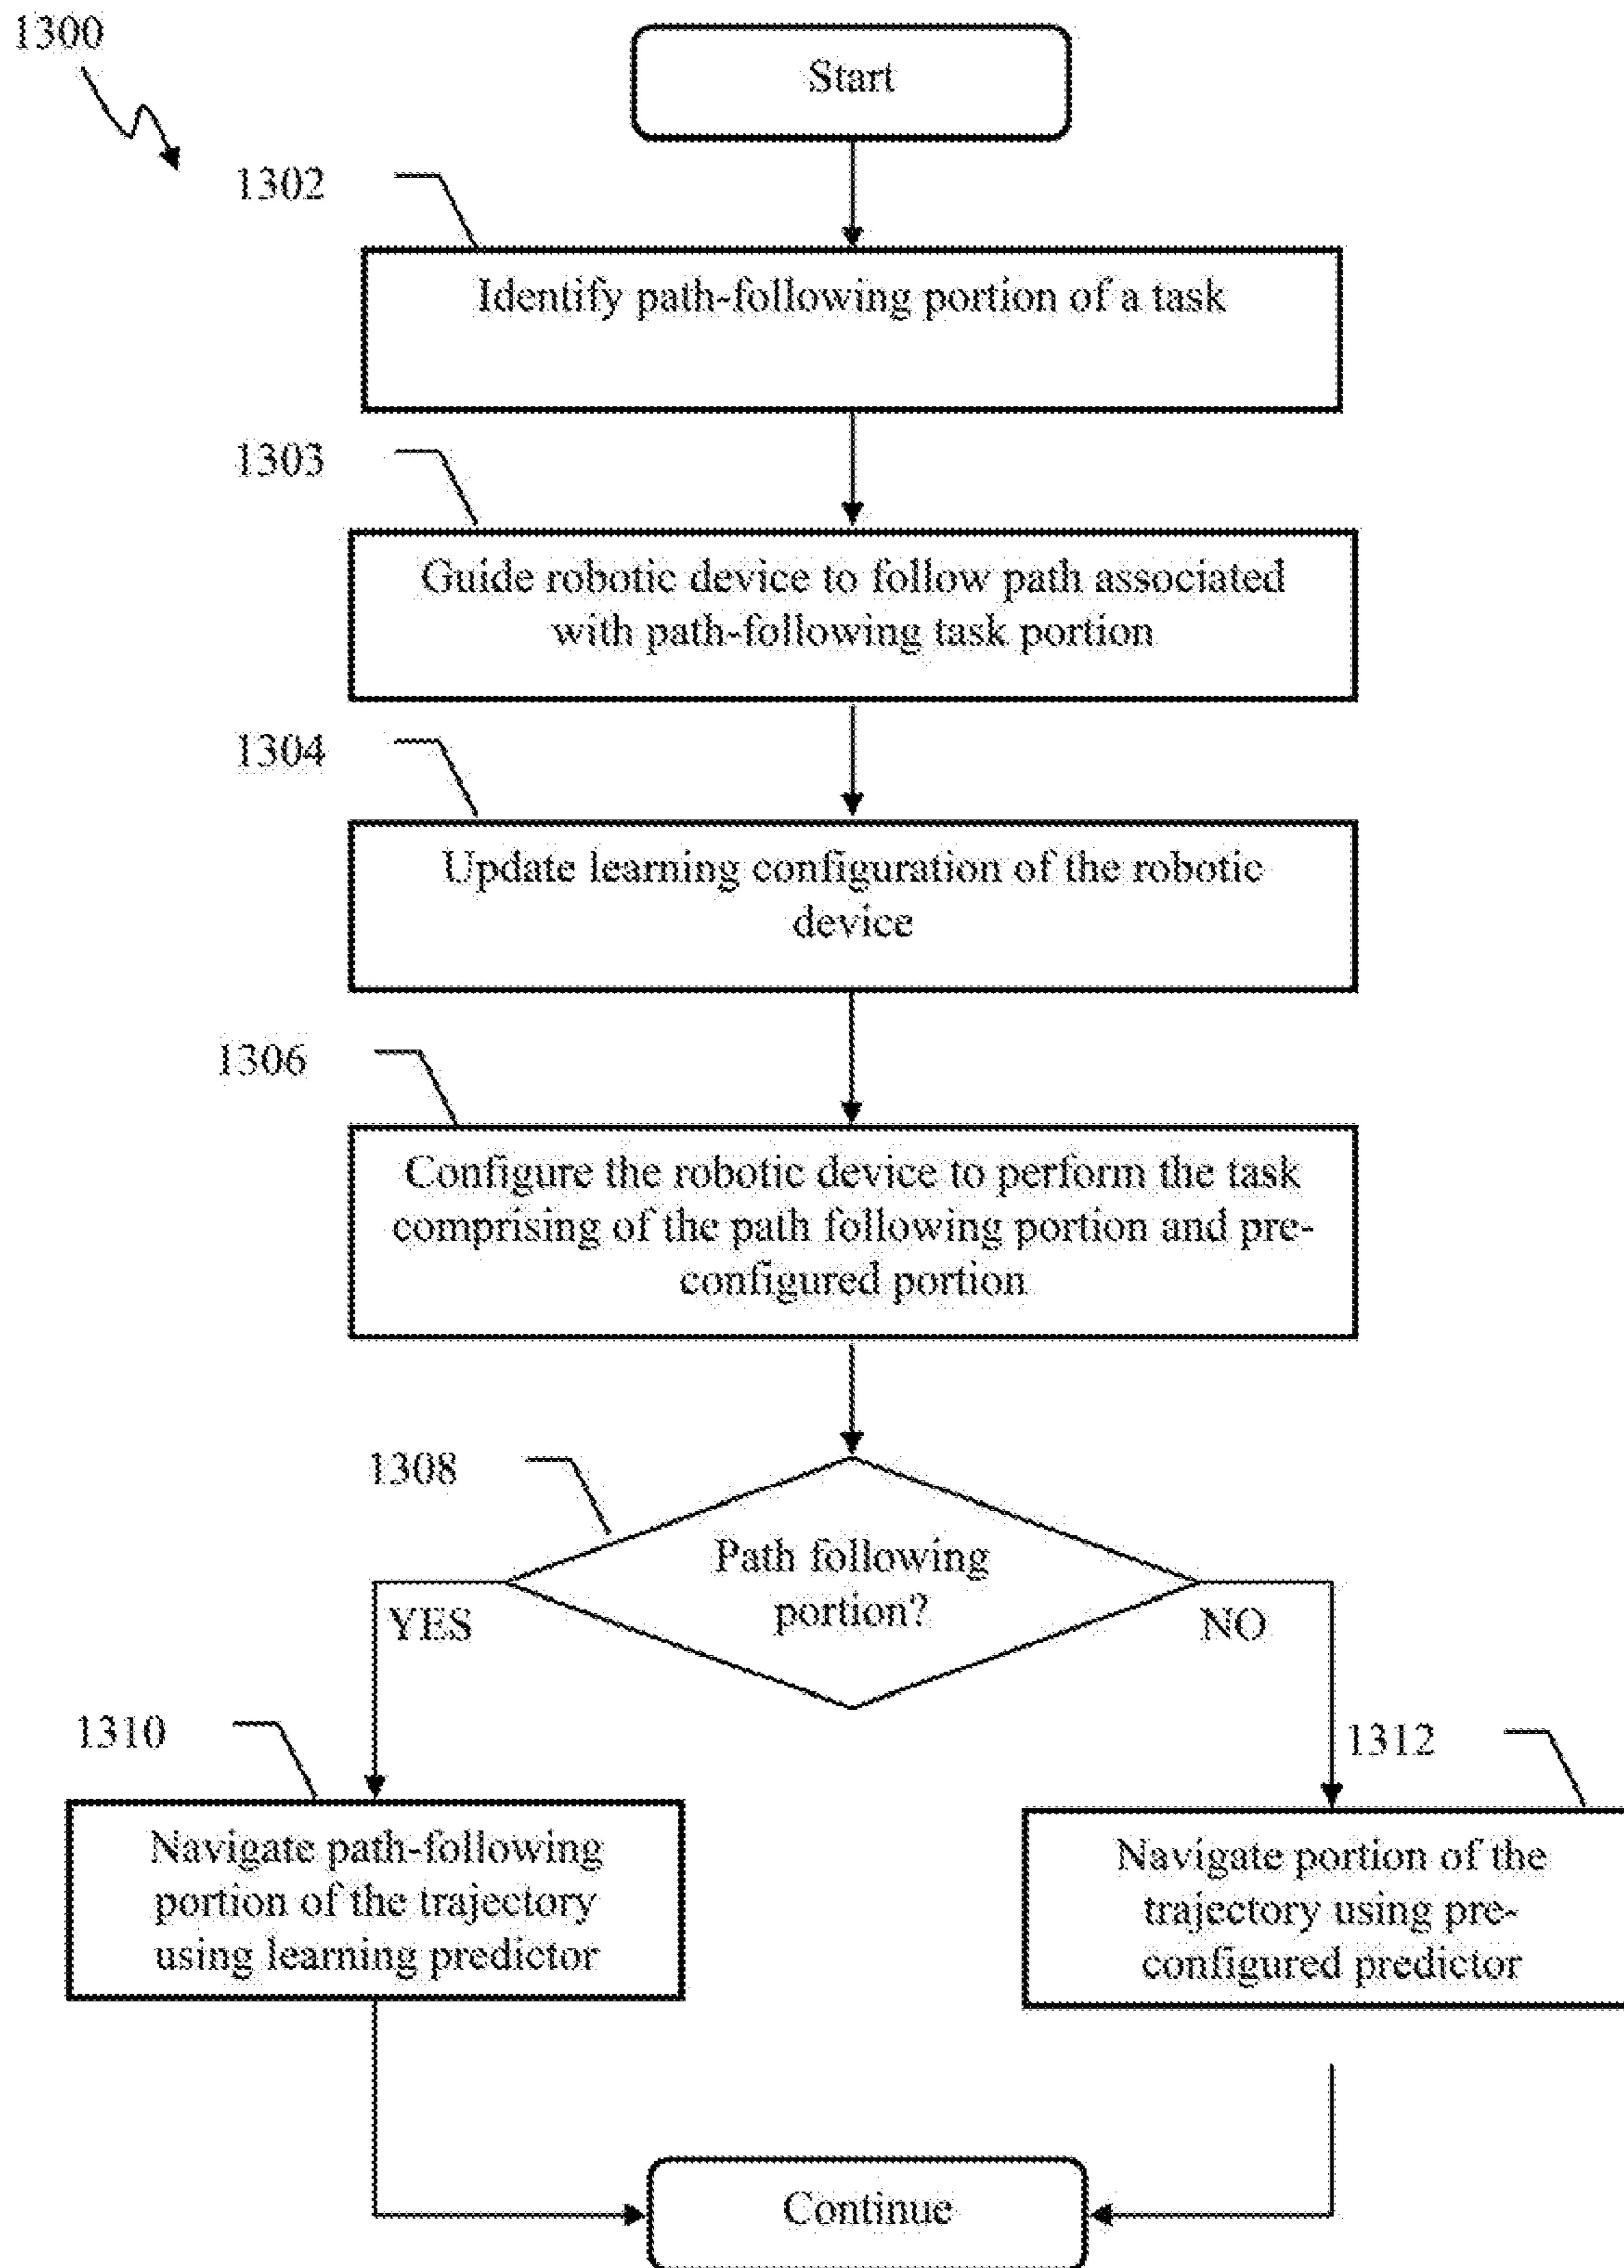 1300
Start
1302
Identify path-following portion of a task
1303
Guide robotic device to follow path associated
with path-following task portion
1304
Update learning configuration of the robotic
device
1306
Configure the robotic device to perform the task
comprising of the path following portion and pre-
configured portion
1308
Path following
portion?
YES
NO
1310
Navigate path-following
portion of the trajectory
using learning predictor
1312
Navigate portion of the
trajectory using pre-
configured predictor
Continue